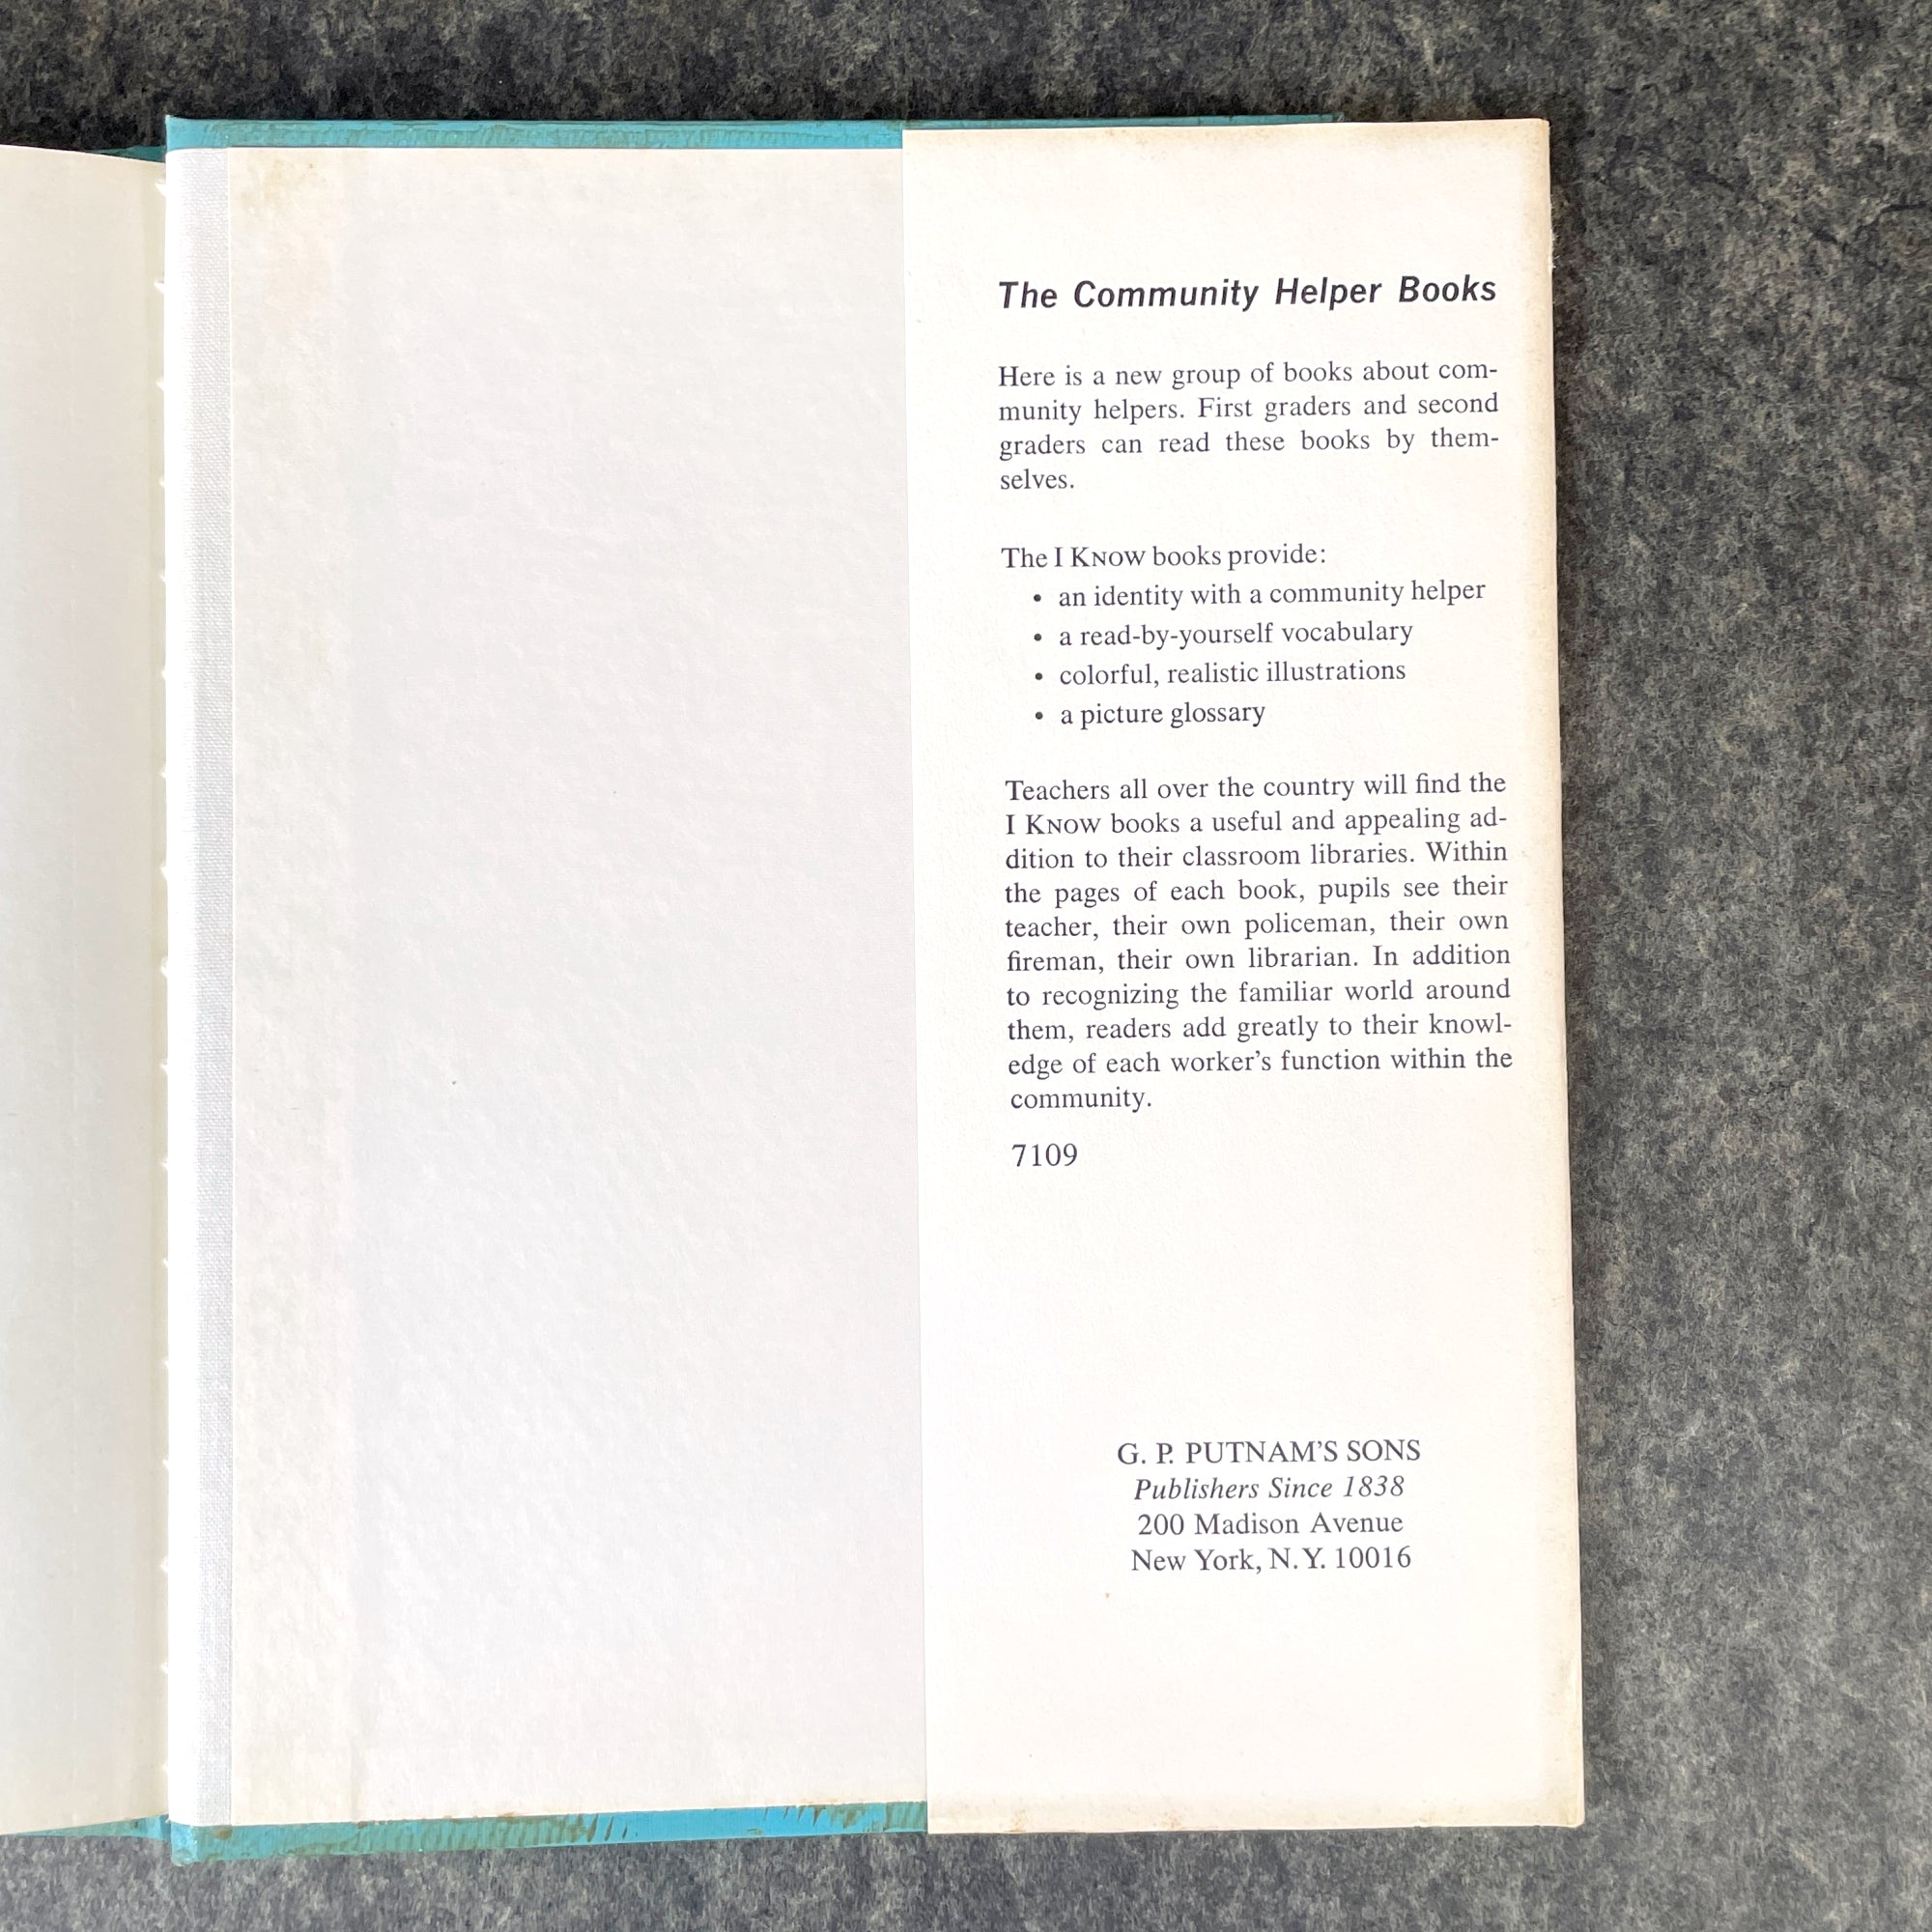 The Community Helper Books
Here is a new group of books about com-
munity helpers. First graders and second
graders can read these books by them-
selves.
The I KNOW books provide:
• an identity with a community helper
• a read-by-yourself vocabulary
• colorful, realistic illustrations
• a picture glossary
Teachers all over the country will find the
I KNOW books a useful and appealing ad-
dition to their classroom libraries. Within
the pages of each book, pupils see their
teacher, their own policeman, their own
fireman, their own librarian. In addition
to recognizing the familiar world around
them, readers add greatly to their knowl-
edge of each worker's function within the
community.
7109
G. P. PUTNAM'S SONS
Publishers Since 1838
200 Madison Avenue
New York, N.Y. 10016